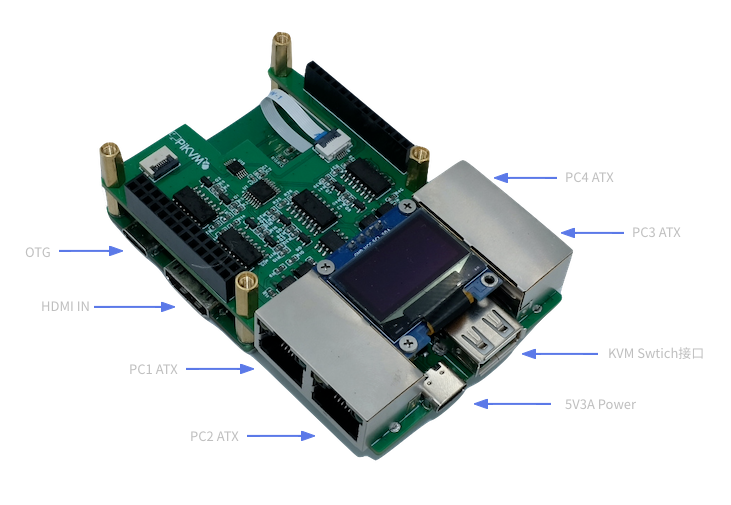 PiKVM
PC4 ATX
PC3 ATX
OTG
HDMI IN
KVM Swtich接口
PC1 ATX
5V3A Power
PC2 ATX